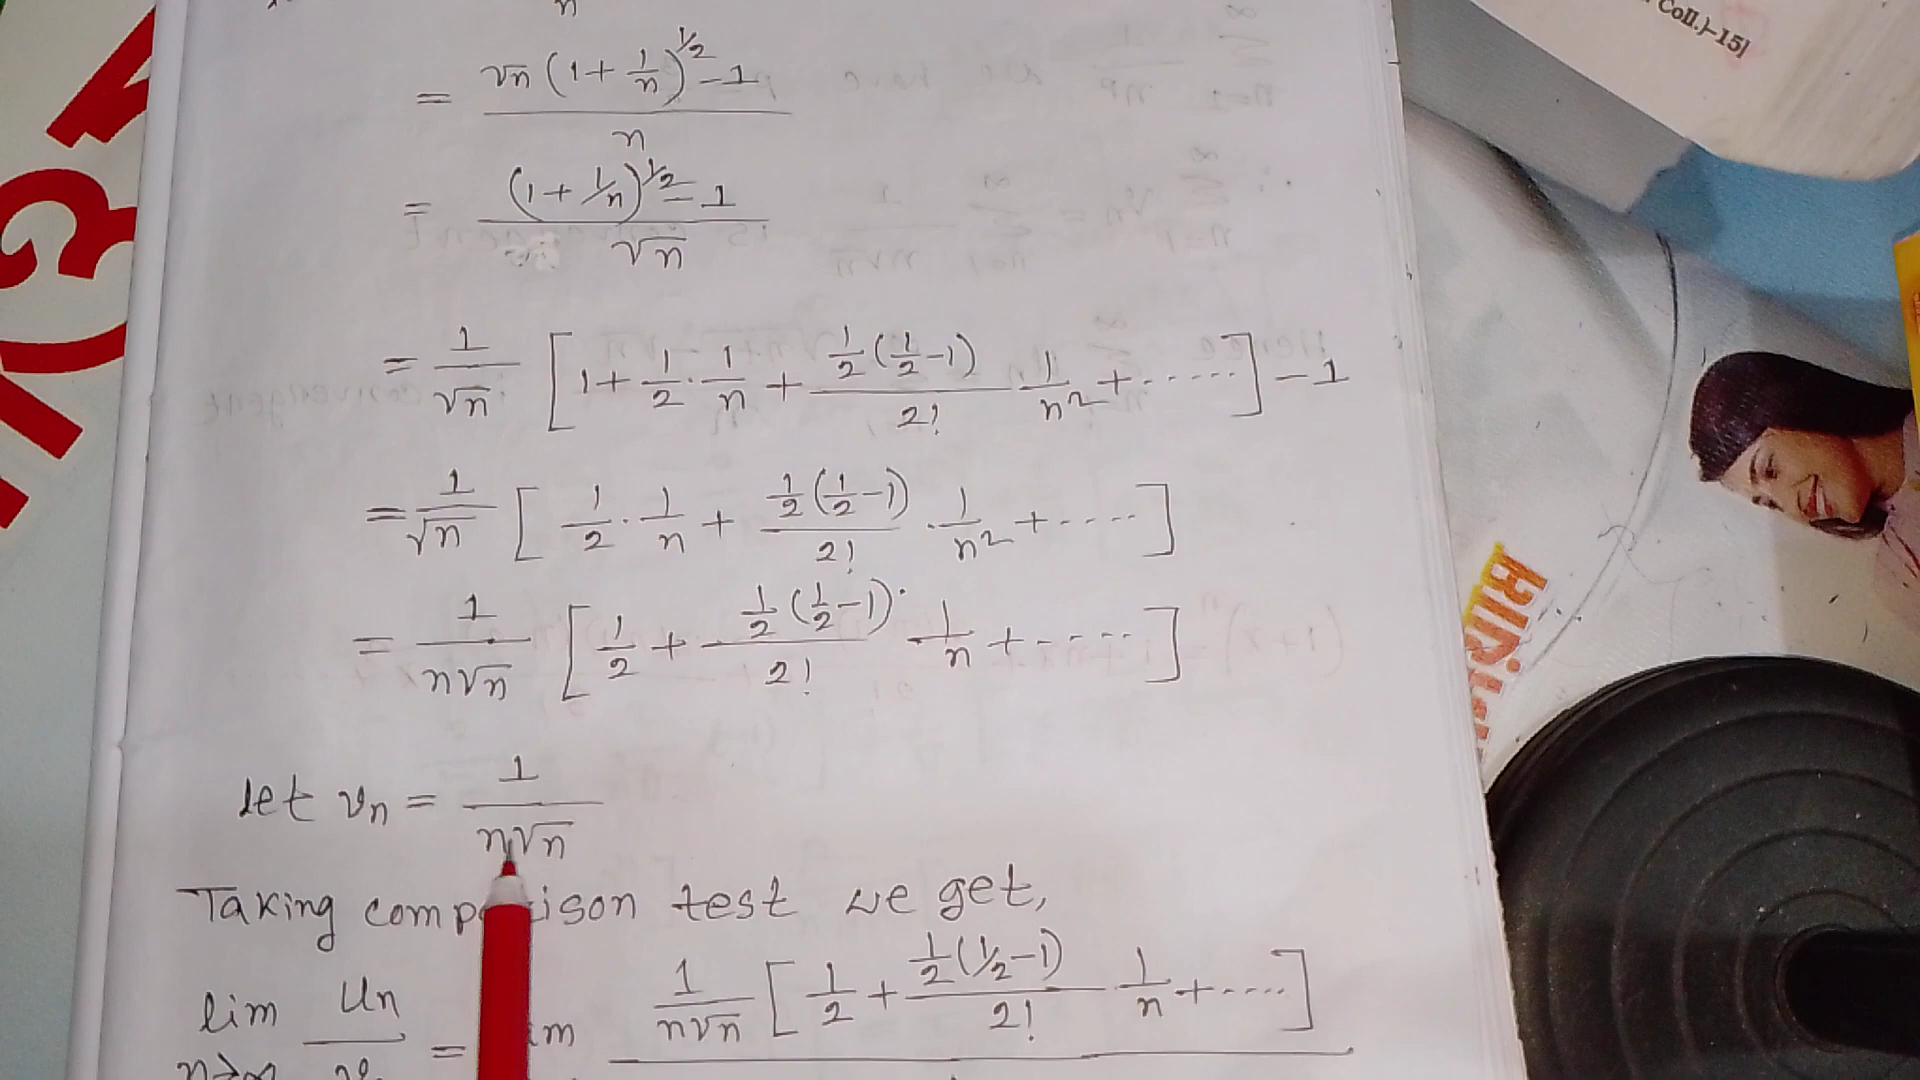 n
= √n (1 + 1/n)^1/2 - 1 / n
= (1 + 1/n)^1/2 - 1 / √n
= 1/√n [1 + 1/2 · 1/n + 1/2(1/2 - 1)/2! · 1/n² + ......] - 1
= 1/√n [1/2 · 1/n + 1/2(1/2 - 1)/2! · 1/n² + ....]
= 1/n√n [1/2 + 1/2(1/2 - 1)/2! · 1/n + .....]
let vn = 1/n√n
Taking comparison test we get,
lim n→∞ Un/vn = lim 1/n√n [1/2 + 1/2(1/2-1)/2! 1/n + ....]
Coll.)-15|